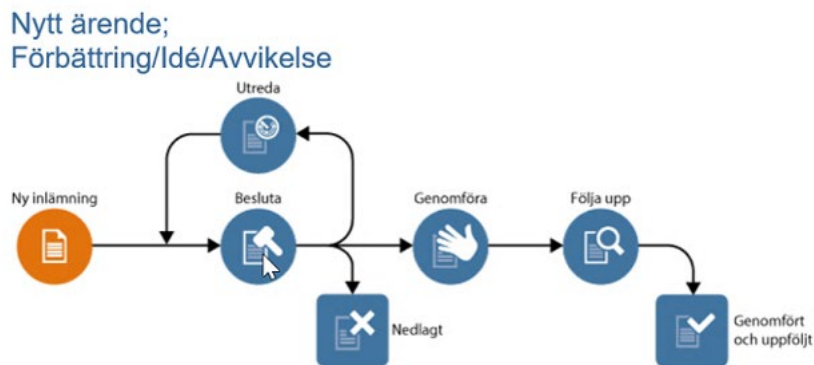 Nytt ärende;
Förbättring/Idé/Avvikelse
Utreda
Ny inlämning
Besluta
Genomföra
Följa upp
Nedlagt
Genomfört
och uppföljt